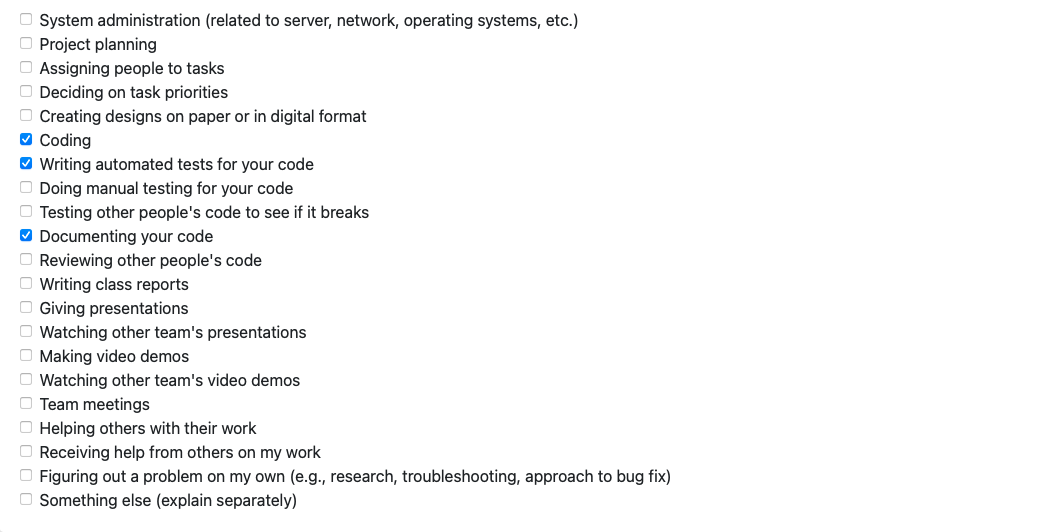 System administration (related to server, network, operating systems, etc.)
Project planning
Assigning people to tasks
Deciding on task priorities
Creating designs on paper or in digital format
Coding
Writing automated tests for your code
Doing manual testing for your code
Testing other people's code to see if it breaks
Documenting your code
Reviewing other people's code
Writing class reports
Giving presentations
Watching other team's presentations
Making video demos
Watching other team's video demos
Team meetings
Helping others with their work
Receiving help from others on my work
Figuring out a problem on my own (e.g., research, troubleshooting, approach to bug fix)
Something else (explain separately)